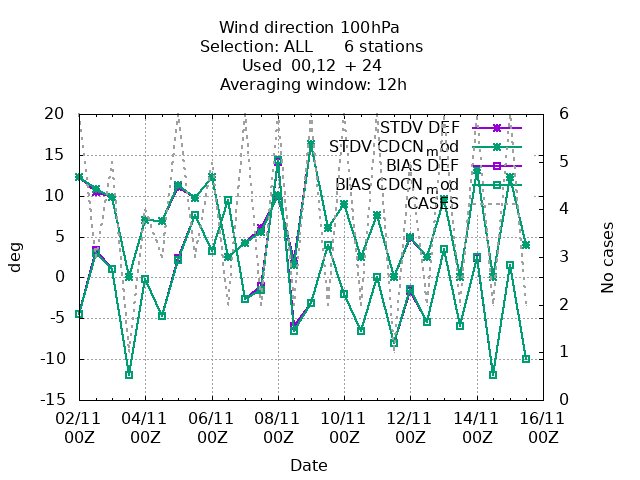 Wind direction 100hPa
Selection: ALL      6 stations
Used  00,12  + 24
Averaging window: 12h
20
15
10
5
0
-5
-10
-15
6
5
4
3
2
1
0
deg
No cases
STDV DEF
STDV CDCN_mod
BIAS DEF
BIAS CDCN_mod
CASES
02/11 04/11 06/11 08/11 10/11 12/11 14/11 16/11
00Z 00Z 00Z 00Z 00Z 00Z 00Z 00Z
Date